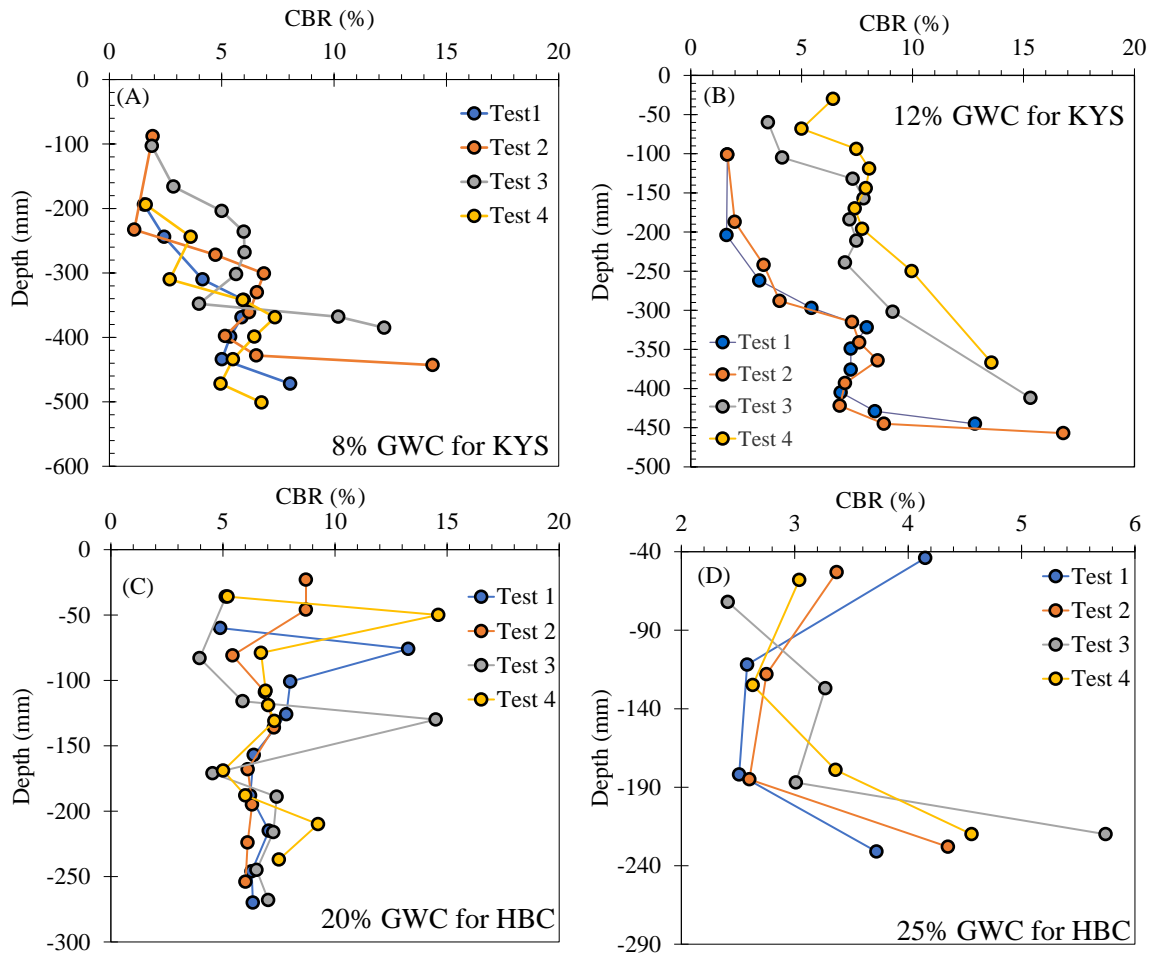 CBR (%)
0 5 10 15 20
0
-100
-200
-300
-400
-500
-600
Depth (mm)
(A)
Test1
Test 2
Test 3
Test 4
8% GWC for KYS
CBR (%)
0 5 10 15 20
0
-50
-100
-150
-200
-250
-300
-350
-400
-450
-500
Depth (mm)
(B)
12% GWC for KYS
Test 1
Test 2
Test 3
Test 4
CBR (%)
0 5 10 15 20
0
-50
-100
-150
-200
-250
-300
Depth (mm)
(C)
Test 1
Test 2
Test 3
Test 4
20% GWC for HBC
CBR (%)
2 3 4 5 6
-40
-90
-140
-190
-240
-290
Depth (mm)
(D)
Test 1
Test 2
Test 3
Test 4
25% GWC for HBC